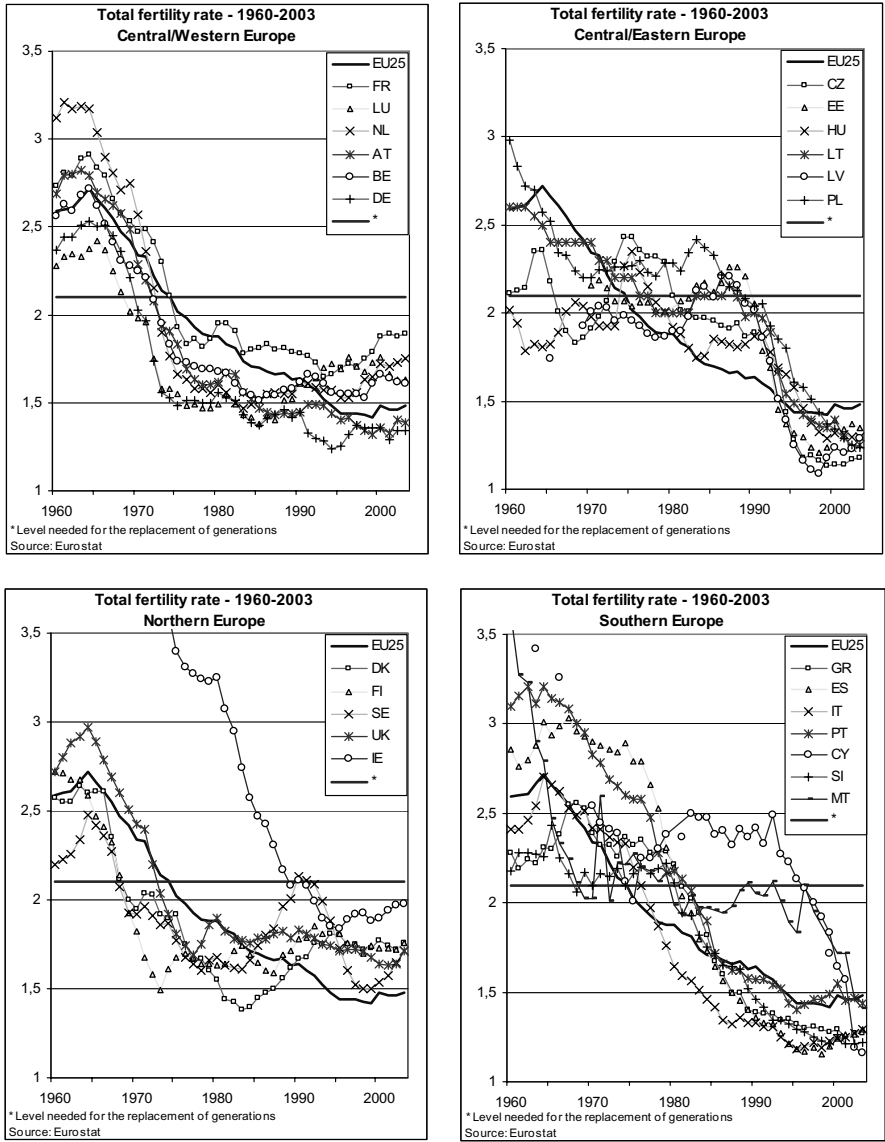 Total fertility rate - 1960-2003
Central/Western Europe
3,5
3
2,5
2
1,5
1
1960
1970
1980
1990
2000
EU25
FR
LU
NL
AT
BE
DE
*
* Level needed for the replacement of generations
Source: Eurostat
Total fertility rate - 1960-2003
Central/Eastern Europe
3,5
3
2,5
2
1,5
1
1960
1970
1980
1990
2000
EU25
CZ
EE
HU
LT
LV
PL
*
* Level needed for the replacement of generations
Source: Eurostat
Total fertility rate - 1960-2003
Northern Europe
3,5
3
2,5
2
1,5
1
1960
1970
1980
1990
2000
EU25
DK
FI
SE
UK
IE
*
* Level needed for the replacement of generations
Source: Eurostat
Total fertility rate - 1960-2003
Southern Europe
3,5
3
2,5
2
1,5
1
1960
1970
1980
1990
2000
EU25
GR
ES
IT
PT
CY
SI
MT
*
* Level needed for the replacement of generations
Source: Eurostat